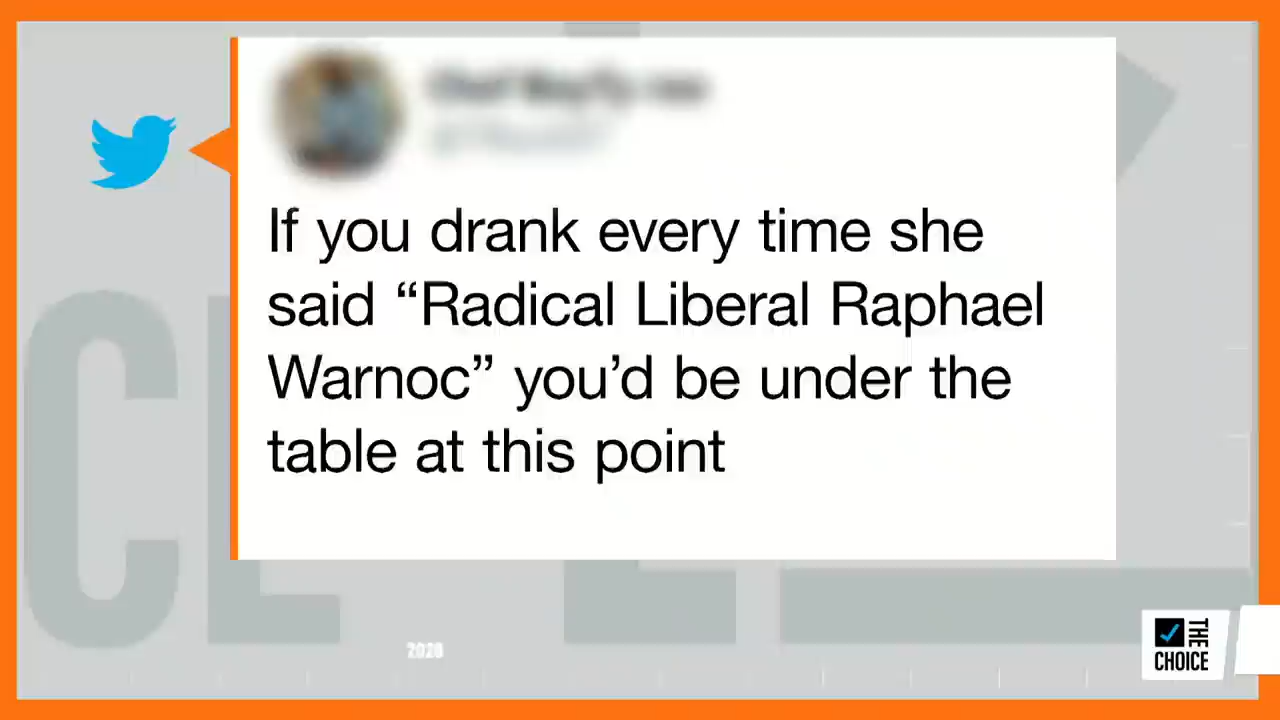 If you drank every time she
said “Radical Liberal Raphael
Warnoc” you’d be under the
table at this point
2020
THE
CHOICE